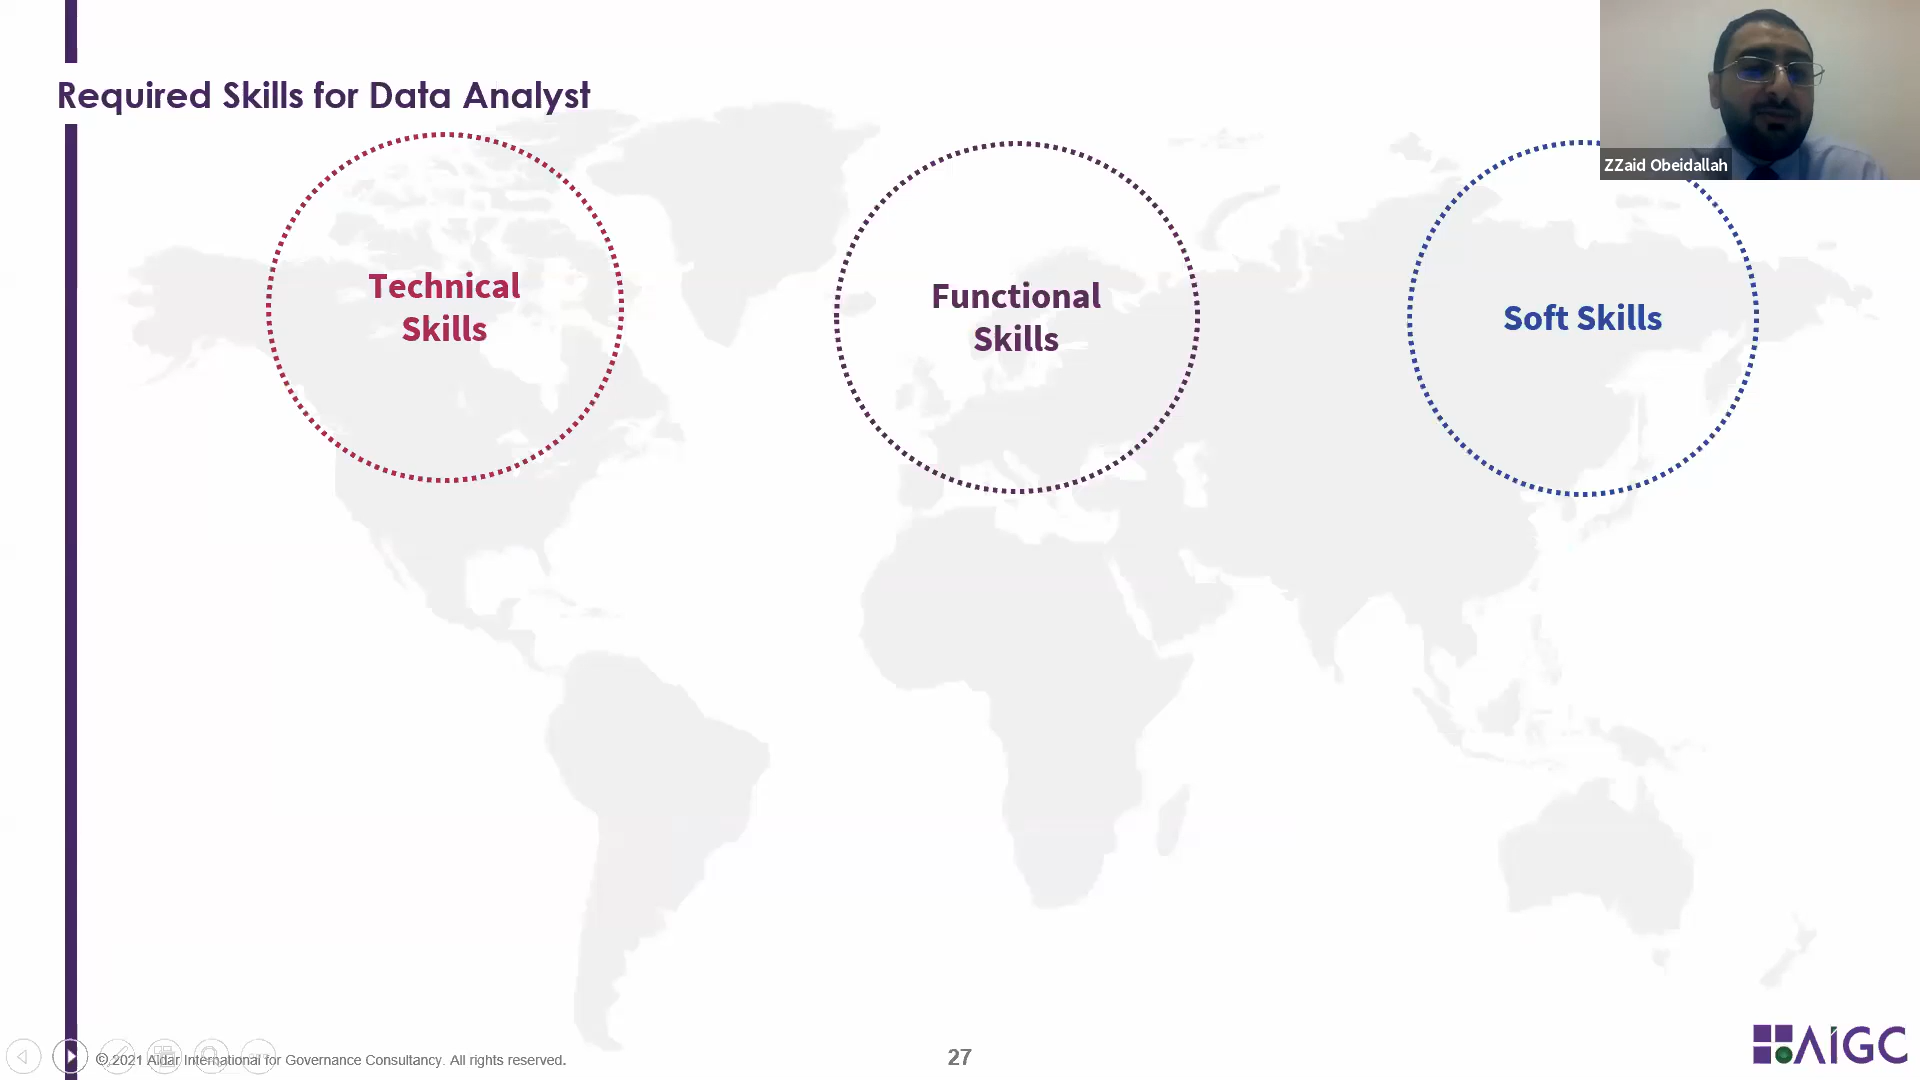 Required Skills for Data Analyst
ZZaid Obeidallah
Technical
Skills
Functional
Skills
Soft Skills
© 2021 Aldar International for Governance Consultancy. All rights reserved.
27
AIGC